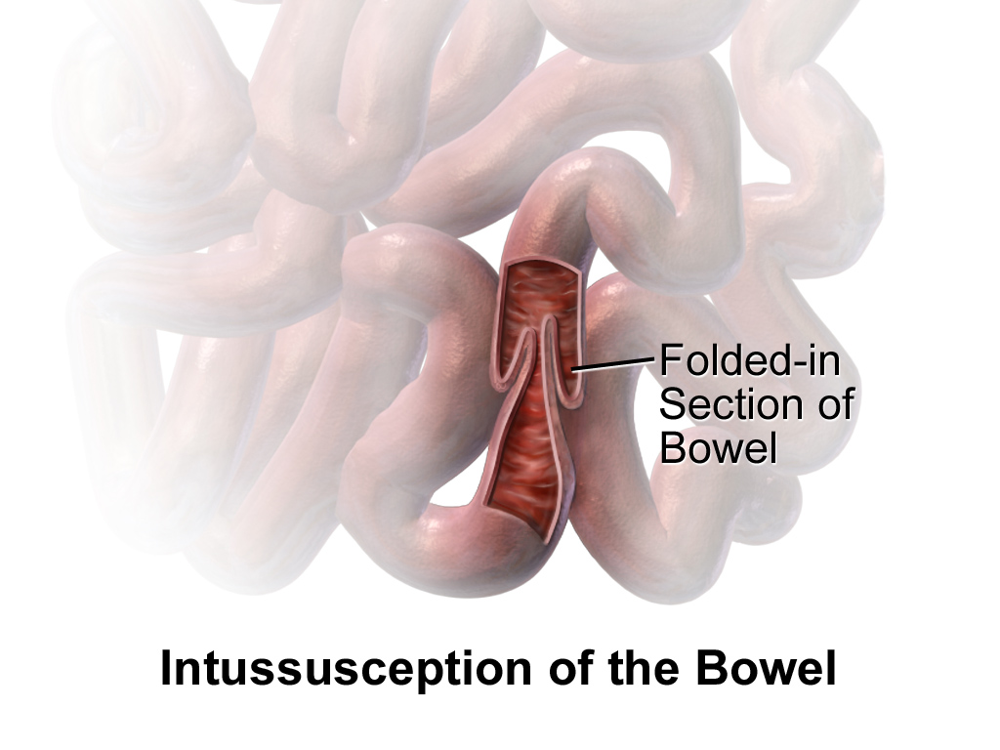 Folded-in
Section of
Bowel
Intussusception of the Bowel